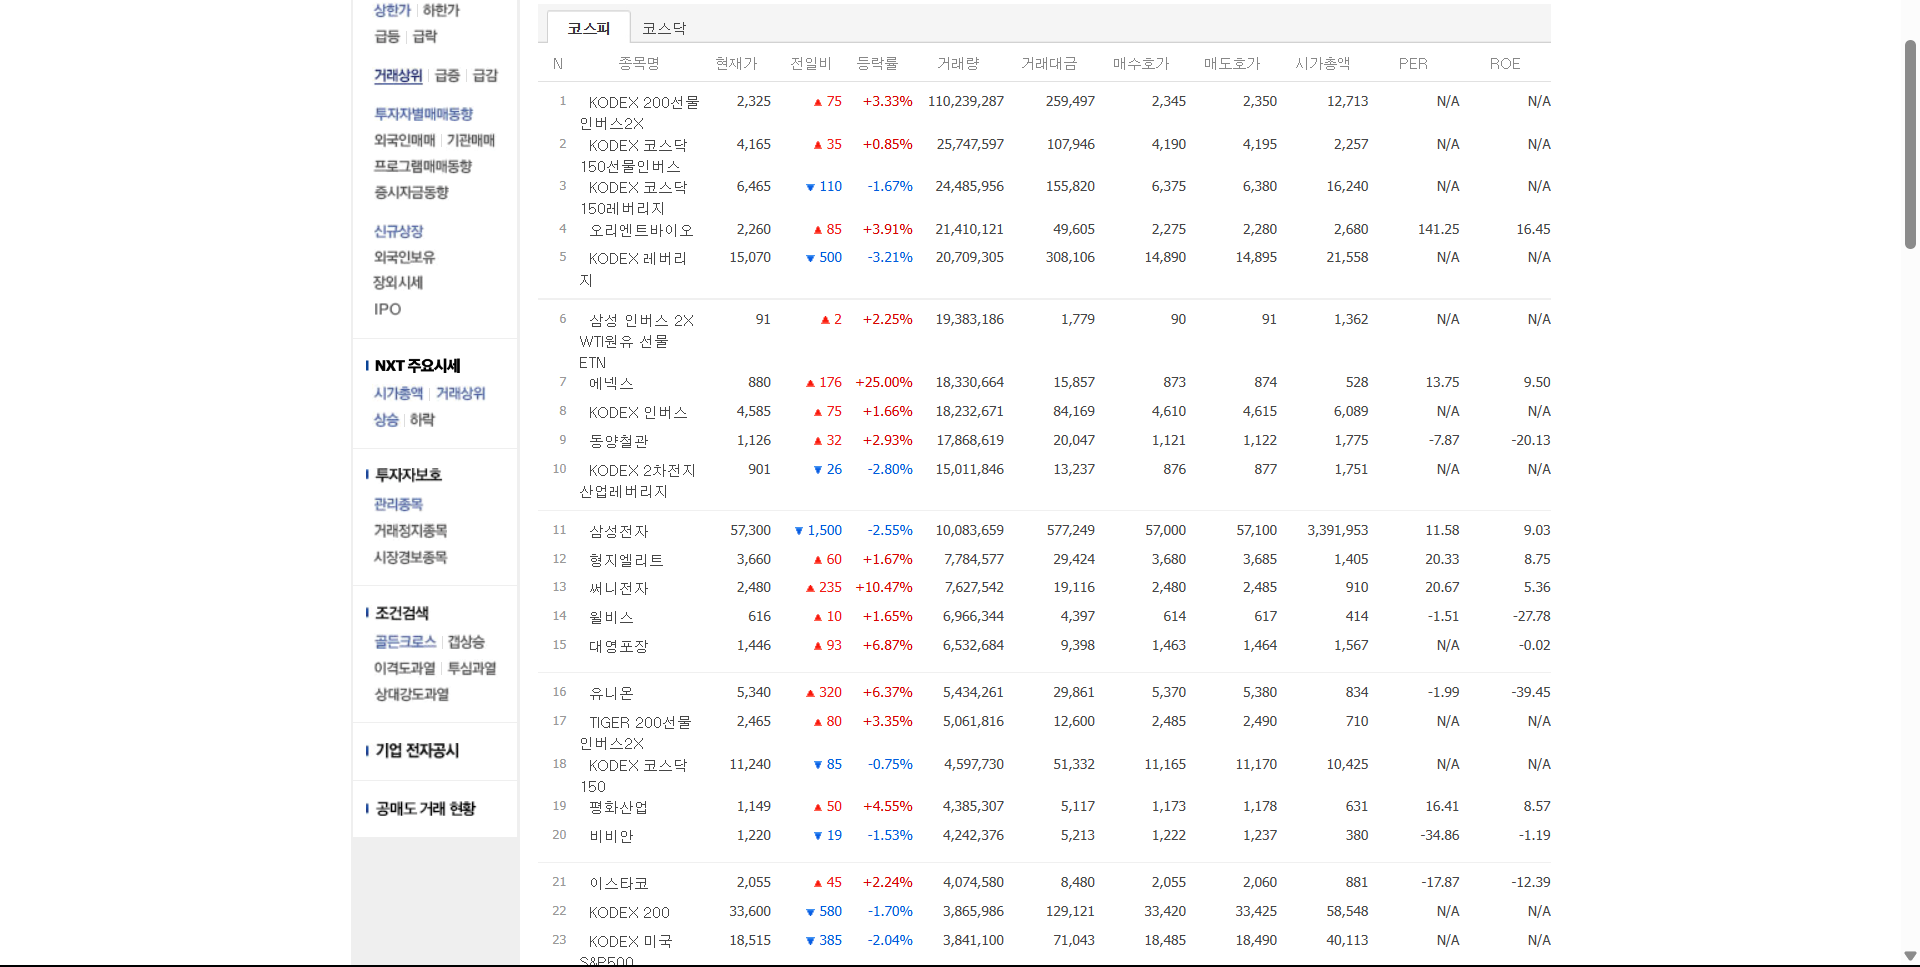 상한가 하한가
급등 급락
거래상위 급증 급감
투자자별매매동향
외국인매매 기관매매
프로그램매매동향
증시자금동향
신규상장
외국인보유
장외시세
IPO
NXT 주요시세
시가총액 거래상위
상승 하락
투자자보호
관리종목
거래정지종목
시장경보종목
조건검색
골든크로스 갭상승
이격도과열 투심과열
상대강도과열
기업 전자공시
공매도 거래 현황
코스피 코스닥
N 종목명 현재가 전일비 등락률 거래량 거래대금 매수호가 매도호가 시가총액 PER ROE
1 KODEX 200선물 2,325 ▲ 75 +3.33% 110,239,287 259,497 2,345 2,350 12,713 N/A N/A
인버스2X
2 KODEX 코스닥 4,165 ▲ 35 +0.85% 25,747,597 107,946 4,190 4,195 2,257 N/A N/A
150선물인버스
3 KODEX 코스닥 6,465 ▼ 110 -1.67% 24,485,956 155,820 6,375 6,380 16,240 N/A N/A
150레버리지
4 오리엔트바이오 2,260 ▲ 85 +3.91% 21,410,121 49,605 2,275 2,280 2,680 141.25 16.45
5 KODEX 레버리 15,070 ▼ 500 -3.21% 20,709,305 308,106 14,890 14,895 21,558 N/A N/A
지
6 삼성 인버스 2X 91 ▲ 2 +2.25% 19,383,186 1,779 90 91 1,362 N/A N/A
WTI원유 선물
ETN
7 에넥스 880 ▲ 176 +25.00% 18,330,664 15,857 873 874 528 13.75 9.50
8 KODEX 인버스 4,585 ▲ 75 +1.66% 18,232,671 84,169 4,610 4,615 6,089 N/A N/A
9 동양철관 1,126 ▲ 32 +2.93% 17,868,619 20,047 1,121 1,122 1,775 -7.87 -20.13
10 KODEX 2차전지 901 ▼ 26 -2.80% 15,011,846 13,237 876 877 1,751 N/A N/A
산업레버리지
11 삼성전자 57,300 ▼ 1,500 -2.55% 10,083,659 577,249 57,000 57,100 3,391,953 11.58 9.03
12 형지엘리트 3,660 ▲ 60 +1.67% 7,784,577 29,424 3,680 3,685 1,405 20.33 8.75
13 써니전자 2,480 ▲ 235 +10.47% 7,627,542 19,116 2,480 2,485 910 20.67 5.36
14 윌비스 616 ▲ 10 +1.65% 6,966,344 4,397 614 617 414 -1.51 -27.78
15 대영포장 1,446 ▲ 93 +6.87% 6,532,684 9,398 1,463 1,464 1,567 N/A -0.02
16 유니온 5,340 ▲ 320 +6.37% 5,434,261 29,861 5,370 5,380 834 -1.99 -39.45
17 TIGER 200선물 2,465 ▲ 80 +3.35% 5,061,816 12,600 2,485 2,490 710 N/A N/A
인버스2X
18 KODEX 코스닥 11,240 ▼ 85 -0.75% 4,597,730 51,332 11,165 11,170 10,425 N/A N/A
150
19 평화산업 1,149 ▲ 50 +4.55% 4,385,307 5,117 1,173 1,178 631 16.41 8.57
20 비비안 1,220 ▼ 19 -1.53% 4,242,376 5,213 1,222 1,237 380 -34.86 -1.19
21 이스타코 2,055 ▲ 45 +2.24% 4,074,580 8,480 2,055 2,060 881 -17.87 -12.39
22 KODEX 200 33,600 ▼ 580 -1.70% 3,865,986 129,121 33,420 33,425 58,548 N/A N/A
23 KODEX 미국 18,515 ▼ 385 -2.04% 3,841,100 71,043 18,485 18,490 40,113 N/A N/A
S&P500